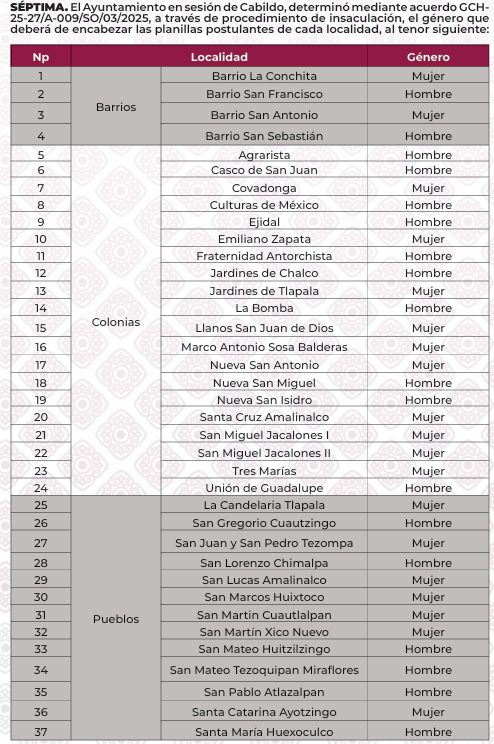 SÉPTIMA. El Ayuntamiento en sesión de Cabildo, determinó mediante acuerdo GCH-
25-27/A-009/SO/03/2025, a través de procedimiento de insaculación, el género que
deberá de encabezar las planillas postulantes de cada localidad, al tenor siguiente:
Np Localidad Género
1 Barrio La Conchita Mujer
2 Barrio San Francisco Hombre
Barrios
3 Barrio San Antonio Mujer
4 Barrio San Sebastián Hombre
5 Agrarista Hombre
6 Casco de San Juan Hombre
7 Covadonga Mujer
8 Culturas de México Hombre
9 Ejidal Hombre
10 Emiliano Zapata Mujer
11 Fraternidad Antorchista Hombre
12 Jardines de Chalco Hombre
13 Jardines de Tlapala Mujer
14 La Bomba Hombre
Colonias
15 Llanos San Juan de Dios Mujer
16 Marco Antonio Sosa Balderas Mujer
17 Nueva San Antonio Mujer
18 Nueva San Miguel Hombre
19 Nueva San Isidro Hombre
20 Santa Cruz Amalinalco Mujer
21 San Miguel Jacalones I Mujer
22 San Miguel Jacalones II Mujer
23 Tres Marías Mujer
24 Unión de Guadalupe Hombre
25 La Candelaria Tlapala Mujer
26 San Gregorio Cuautzingo Hombre
27 San Juan y San Pedro Tezompa Mujer
28 San Lorenzo Chimalpa Hombre
29 San Lucas Amalinalco Mujer
30 San Marcos Huixtoco Mujer
31 San Martin Cuautlalpan Mujer
Pueblos
32 San Martín Xico Nuevo Mujer
33 San Mateo Huitzilzingo Hombre
34 San Mateo Tezoquipan Miraflores Hombre
35 San Pablo Atlazalpan Hombre
36 Santa Catarina Ayotzingo Mujer
37 Santa María Huexoculco Hombre